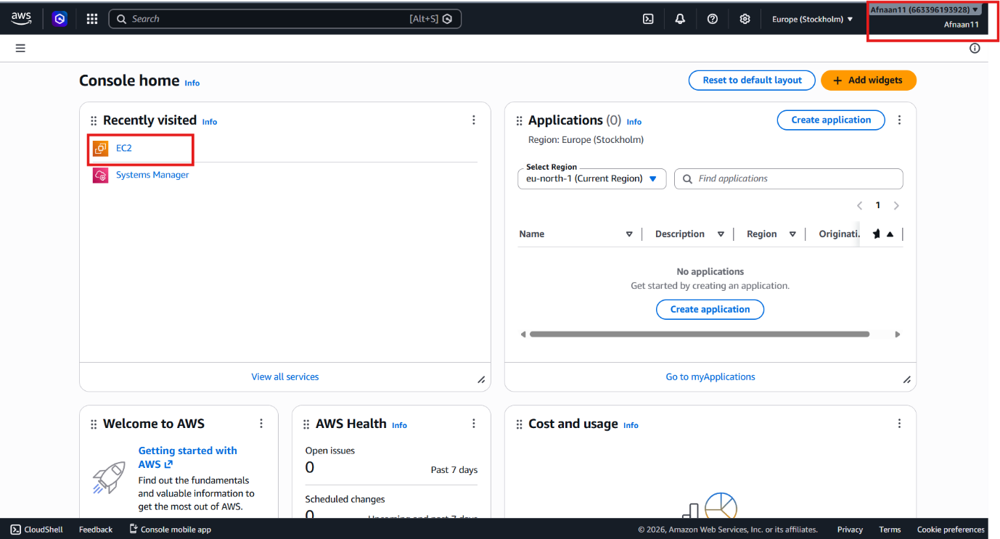 aws
Search [Alt+S]
Europe (Stockholm)
Afnaan11 (663396193928)
Afnaan11
Console home Info
Reset to default layout
Add widgets
Recently visited Info
EC2
Systems Manager
View all services
Applications (0) Info
Create application
Region: Europe (Stockholm)
Select Region
eu-north-1 (Current Region)
Find applications
1
Name Description Region Originati.
No applications
Get started by creating an application.
Create application
Go to myApplications
Welcome to AWS
Getting started with
AWS
Find out the fundamentals
and valuable information to
get the most out of AWS.
AWS Health Info
Open issues
0
Past 7 days
Scheduled changes
0
Upcoming and past 7 days
Cost and usage Info
CloudShell Feedback Console mobile app © 2026, Amazon Web Services, Inc. or its affiliates. Privacy Terms Cookie preferences